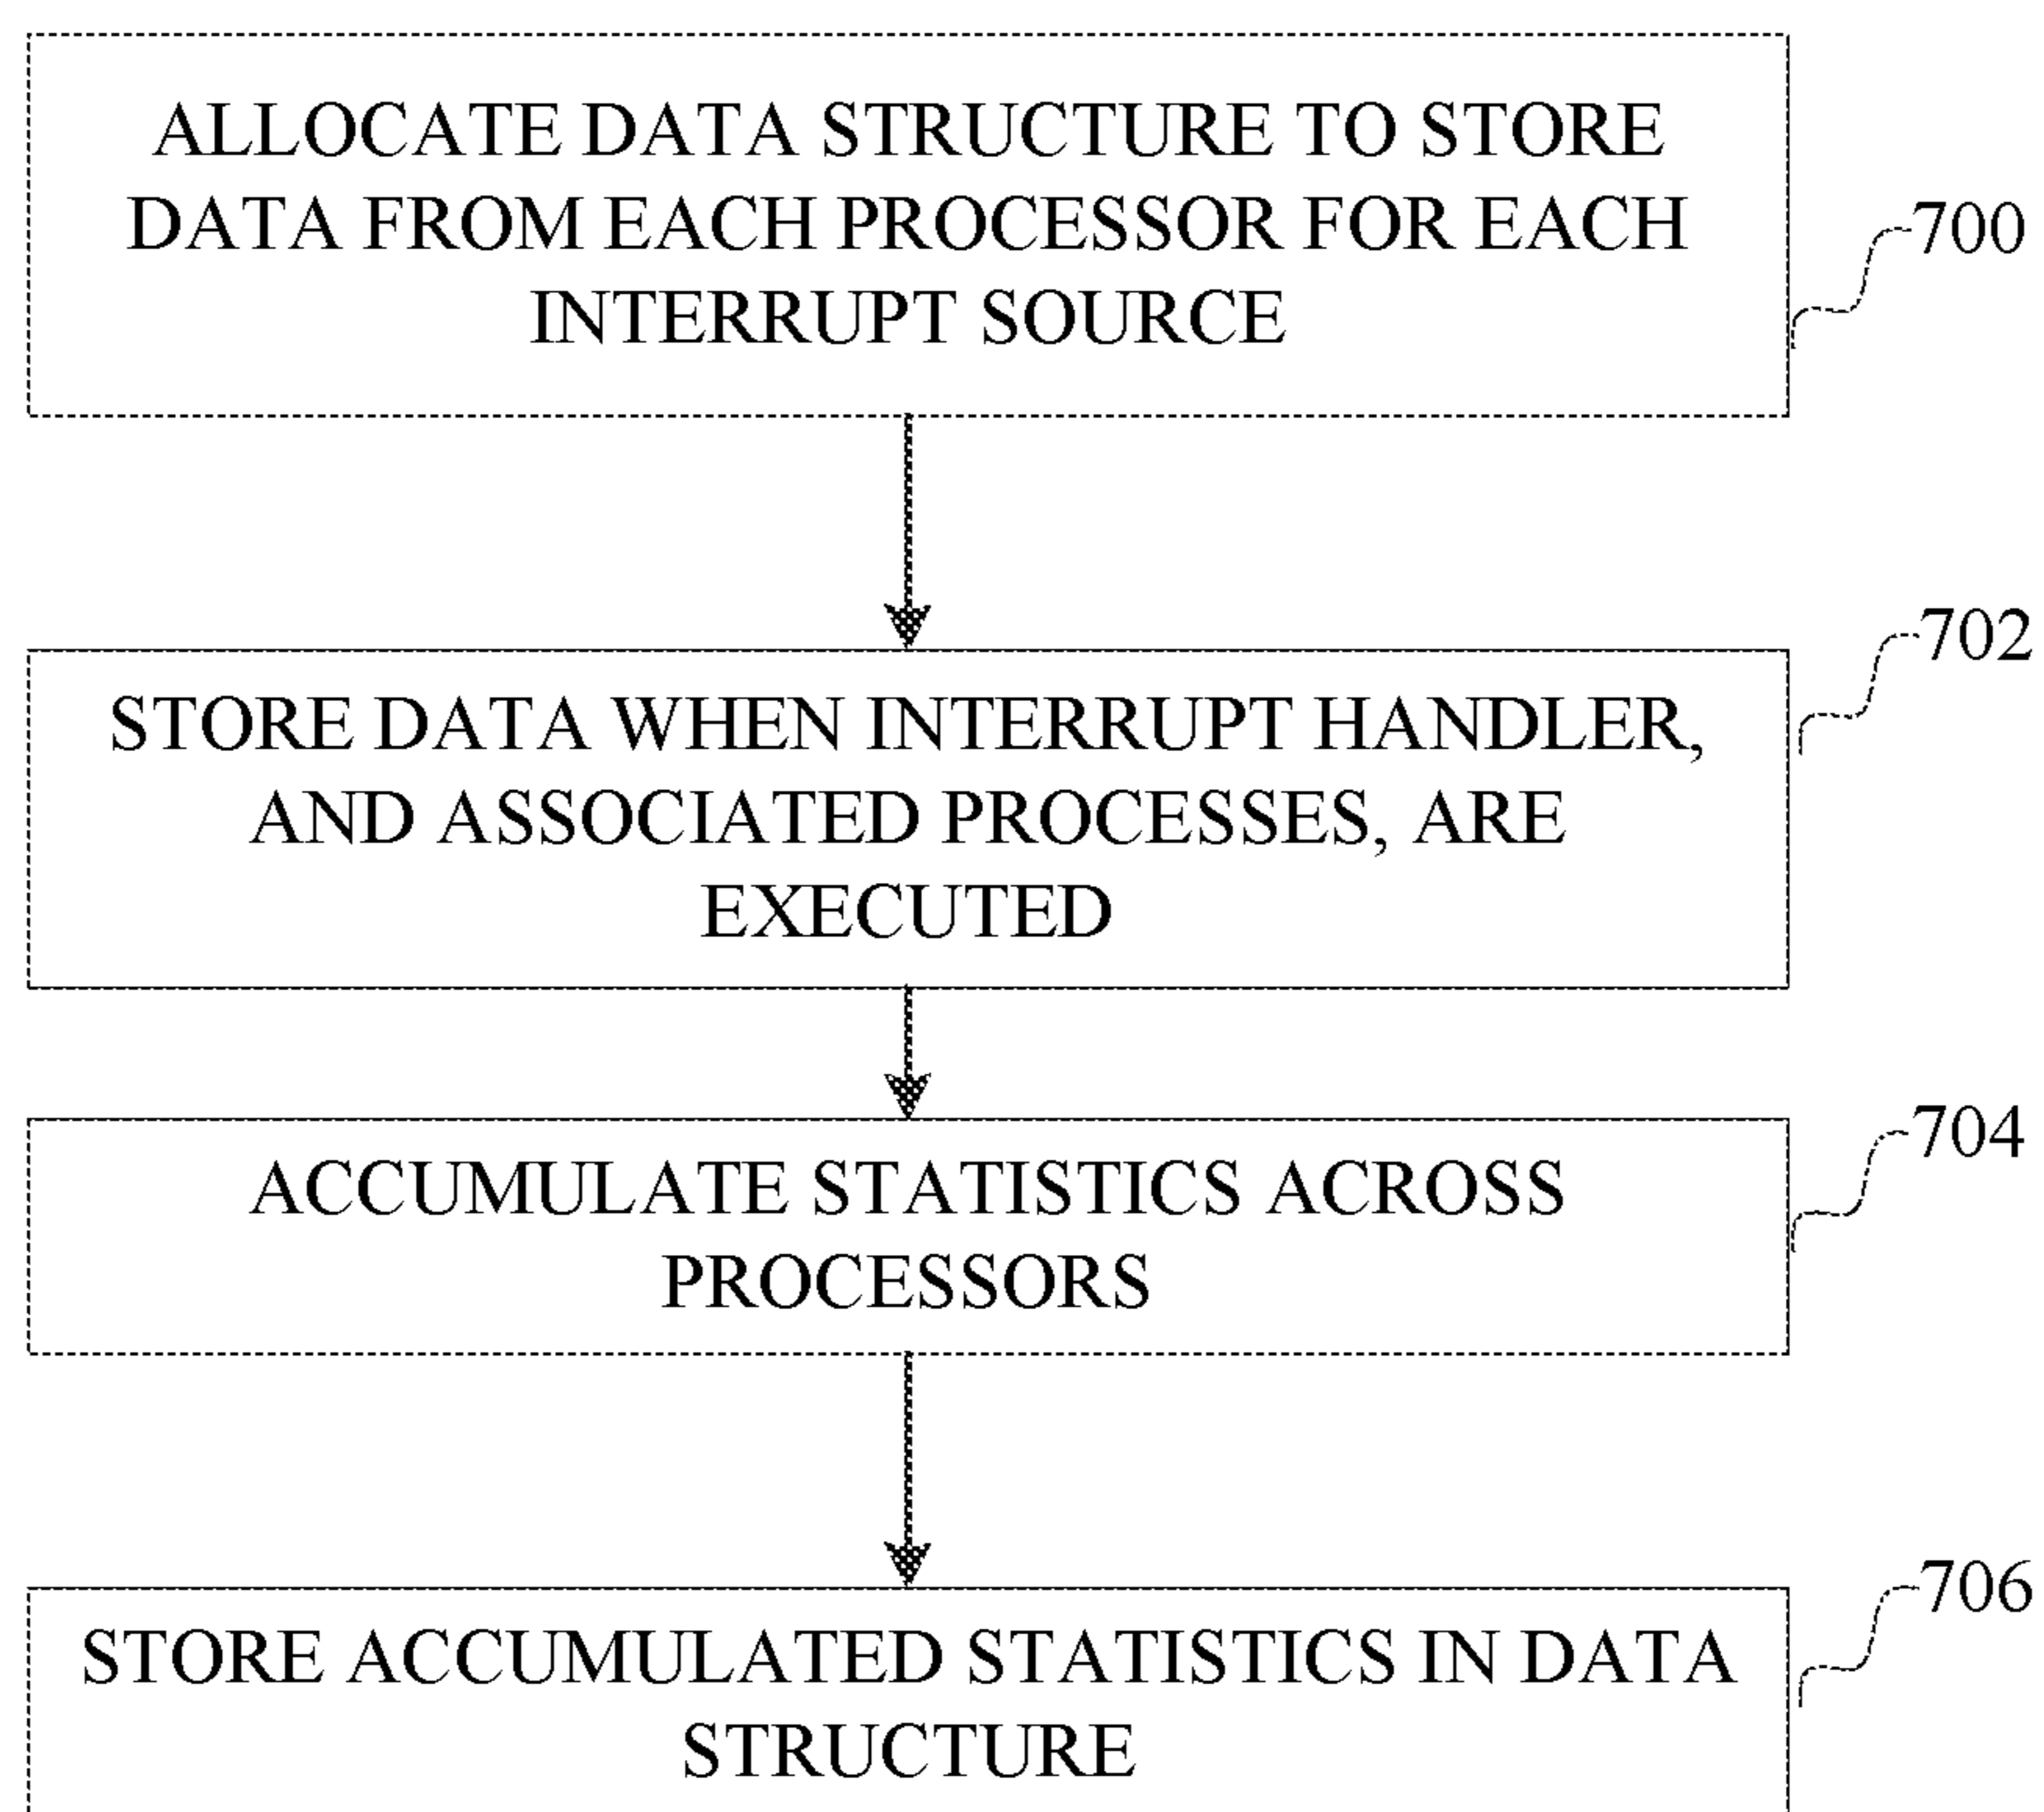 ALLOCATE DATA STRUCTURE TO STORE
DATA FROM EACH PROCESSOR FOR EACH
INTERRUPT SOURCE
700
STORE DATA WHEN INTERRUPT HANDLER,
AND ASSOCIATED PROCESSES, ARE
EXECUTED
702
ACCUMULATE STATISTICS ACROSS
PROCESSORS
704
STORE ACCUMULATED STATISTICS IN DATA
STRUCTURE
706